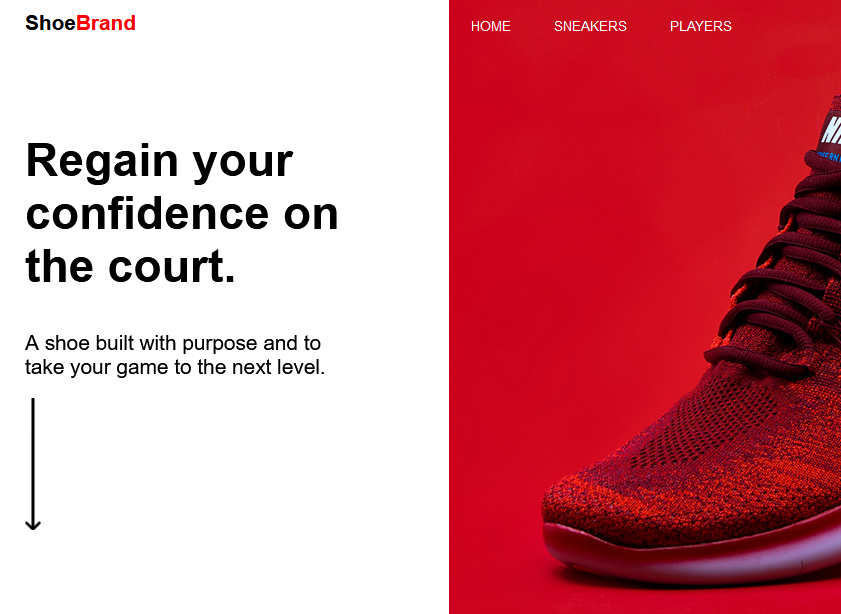 ShoeBrand
HOME SNEAKERS PLAYERS
Regain your
confidence on
the court.
A shoe built with purpose and to
take your game to the next level.